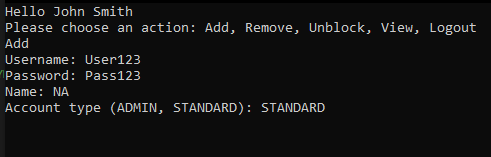 Hello John Smith
Please choose an action: Add, Remove, Unblock, View, Logout
Add
Username: User123
Password: Pass123
Name: NA
Account type (ADMIN, STANDARD): STANDARD